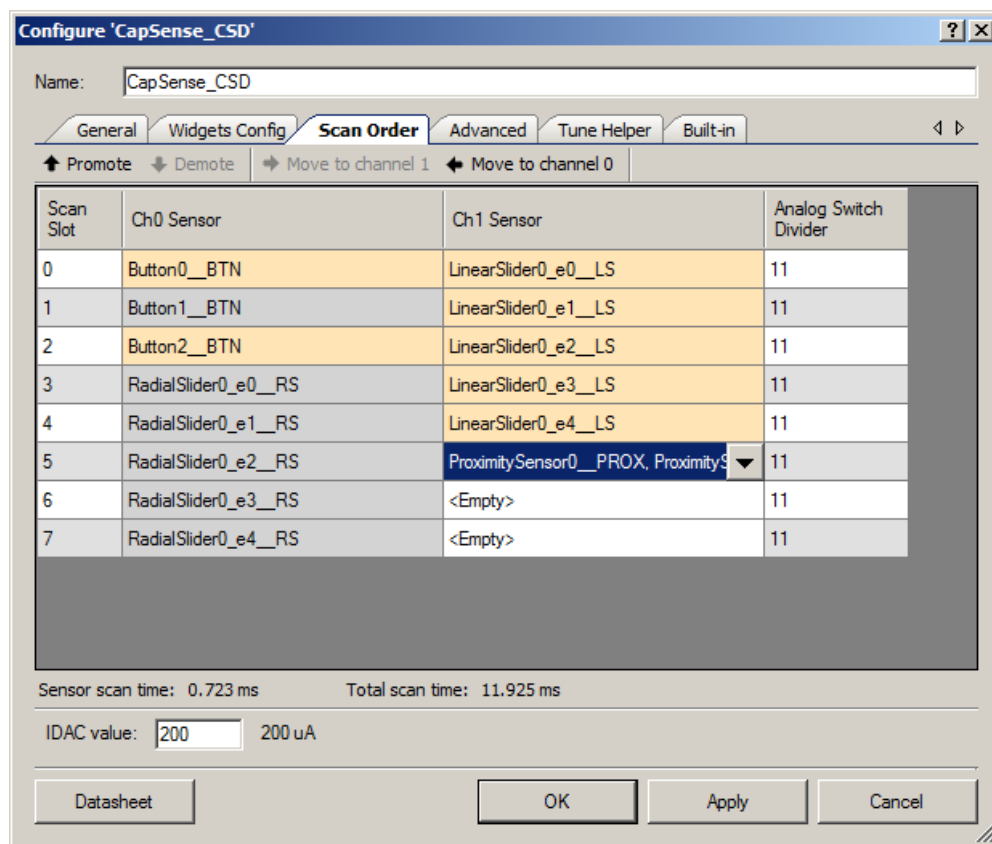 Configure 'CapSense_CSD'
Name: CapSense_CSD
General Widgets Config Scan Order Advanced Tune Helper Built-in
Promote Demote Move to channel 1 Move to channel 0
Scan Slot Ch0 Sensor Ch1 Sensor Analog Switch Divider
0 Button0__BTN LinearSlider0_e0__LS 11
1 Button1__BTN LinearSlider0_e1__LS 11
2 Button2__BTN LinearSlider0_e2__LS 11
3 RadialSlider0_e0__RS LinearSlider0_e3__LS 11
4 RadialSlider0_e1__RS LinearSlider0_e4__LS 11
5 RadialSlider0_e2__RS ProximitySensor0__PROX, ProximityS 11
6 RadialSlider0_e3__RS <Empty> 11
7 RadialSlider0_e4__RS <Empty> 11
Sensor scan time: 0.723 ms Total scan time: 11.925 ms
IDAC value: 200 200 uA
Datasheet OK Apply Cancel